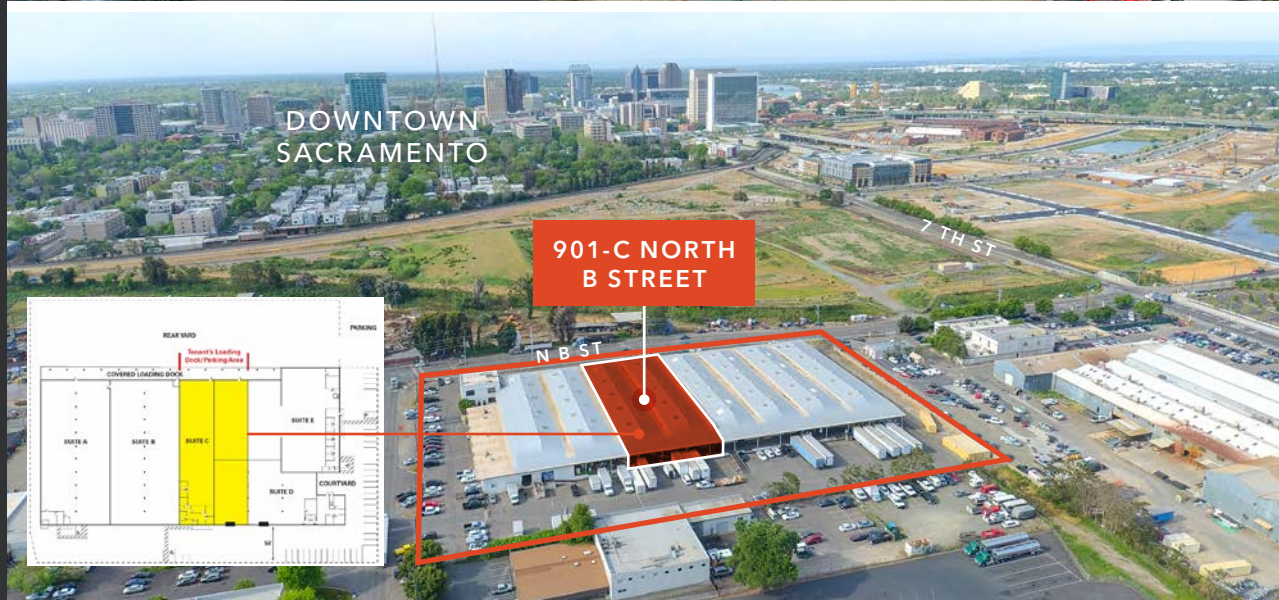 DOWNTOWN
SACRAMENTO
901-C NORTH
B STREET
7 TH ST
N B ST
PARKING
REAR YARD
Tenant's Loading
Dock/Parking Area
COVERED LOADING DOCK
SUITE E
SUITE A
SUITE B
SUITE C
COURTYARD
SUITE D